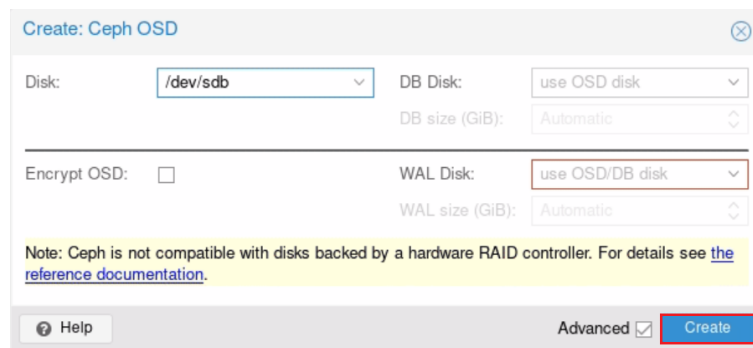 Create: Ceph OSD
Disk: /dev/sdb DB Disk: use OSD disk
DB size (GiB): Automatic
Encrypt OSD: WAL Disk: use OSD/DB disk
WAL size (GiB): Automatic
Note: Ceph is not compatible with disks backed by a hardware RAID controller. For details see the
reference documentation.
Help Advanced Create